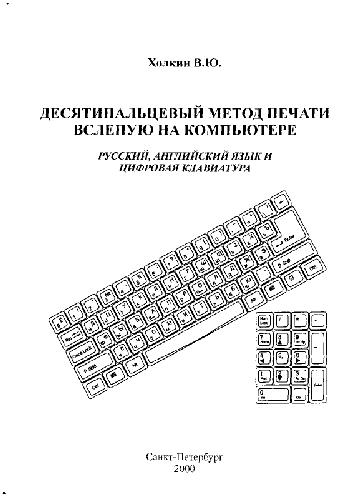 Холкин В.Ю.
ДЕСЯТИПАЛЬЦЕВЫЙ МЕТОД ПЕЧАТИ
ВСЛЕПУЮ НА КОМПЬЮТЕРЕ
РУССКИЙ, АНГЛИЙСКИЙ ЯЗЫК И
ЦИФРОВАЯ КЛАВИАТУРА
Санкт-Петербург
2000